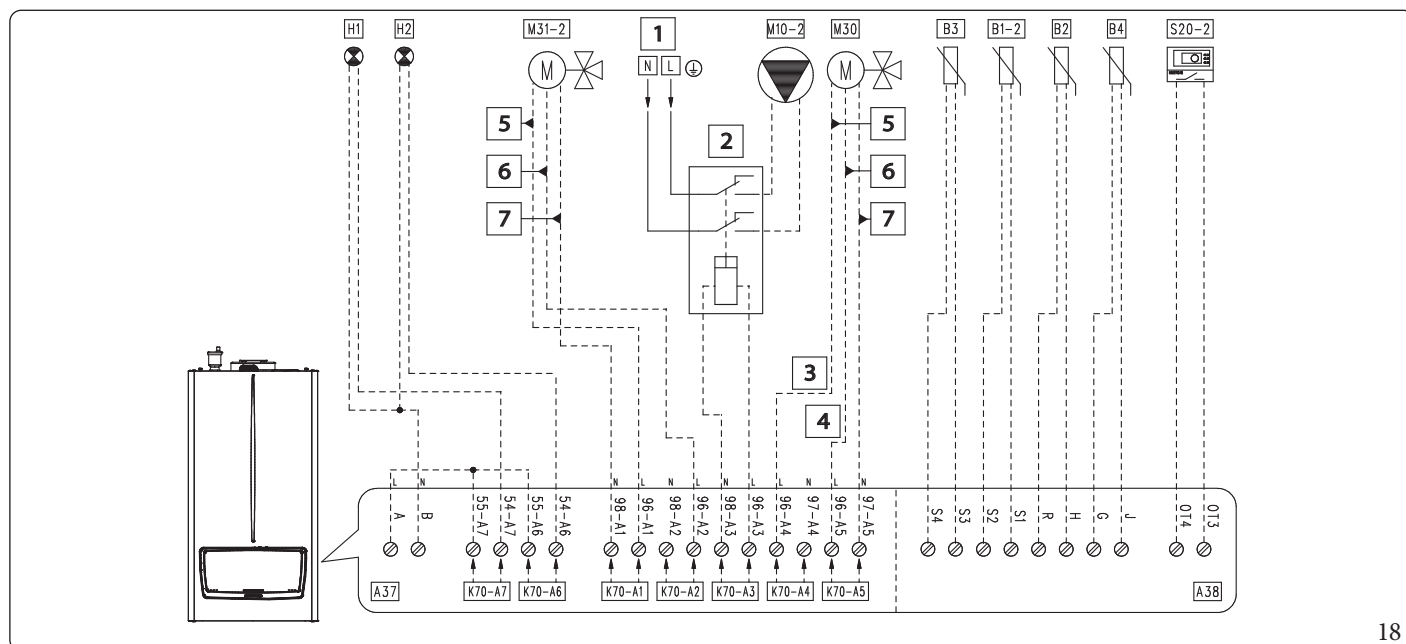 H1 H2 M31-2 1 M10-2 M30 B3 B1-2 B2 B4 S20-2
N L
M M
5 2 5
6 6
7 7
3
4
L N N L N L N L L N L N
A B 55-A7 54-A7 55-A6 54-A6 98-A1 96-A1 98-A2 96-A2 98-A3 96-A3 96-A4 97-A4 96-A5 97-A5 S4 S3 S2 S1 R H G J OT4 OT3
A37 K70-A7 K70-A6 K70-A1 K70-A2 K70-A3 K70-A4 K70-A5 A38
18